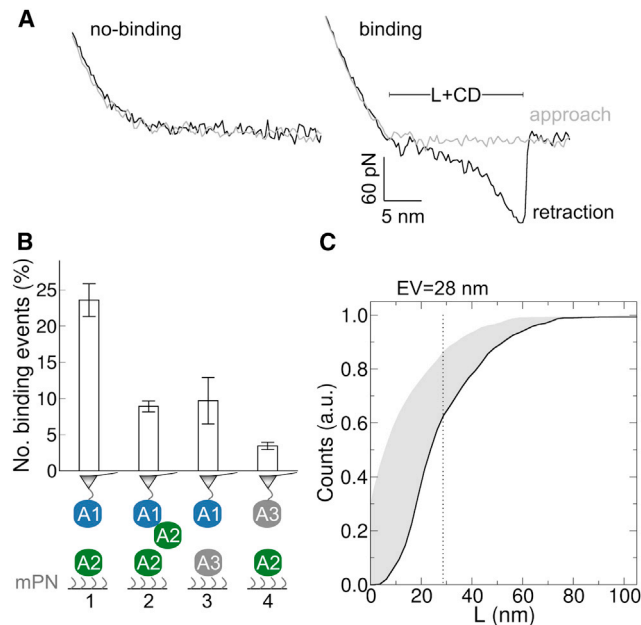 A
no-binding
binding
L+CD
approach
60 pN
5 nm
retraction
B
C
No. binding events (%)
25
20
15
10
5
0
A1 A1 A1 A3
A2
A2 A2 A3 A2
mPN
1 2 3 4
EV=28 nm
Counts (a.u.)
1.0
0.8
0.6
0.4
0.2
0.0
0 20 40 60 80 100
L (nm)